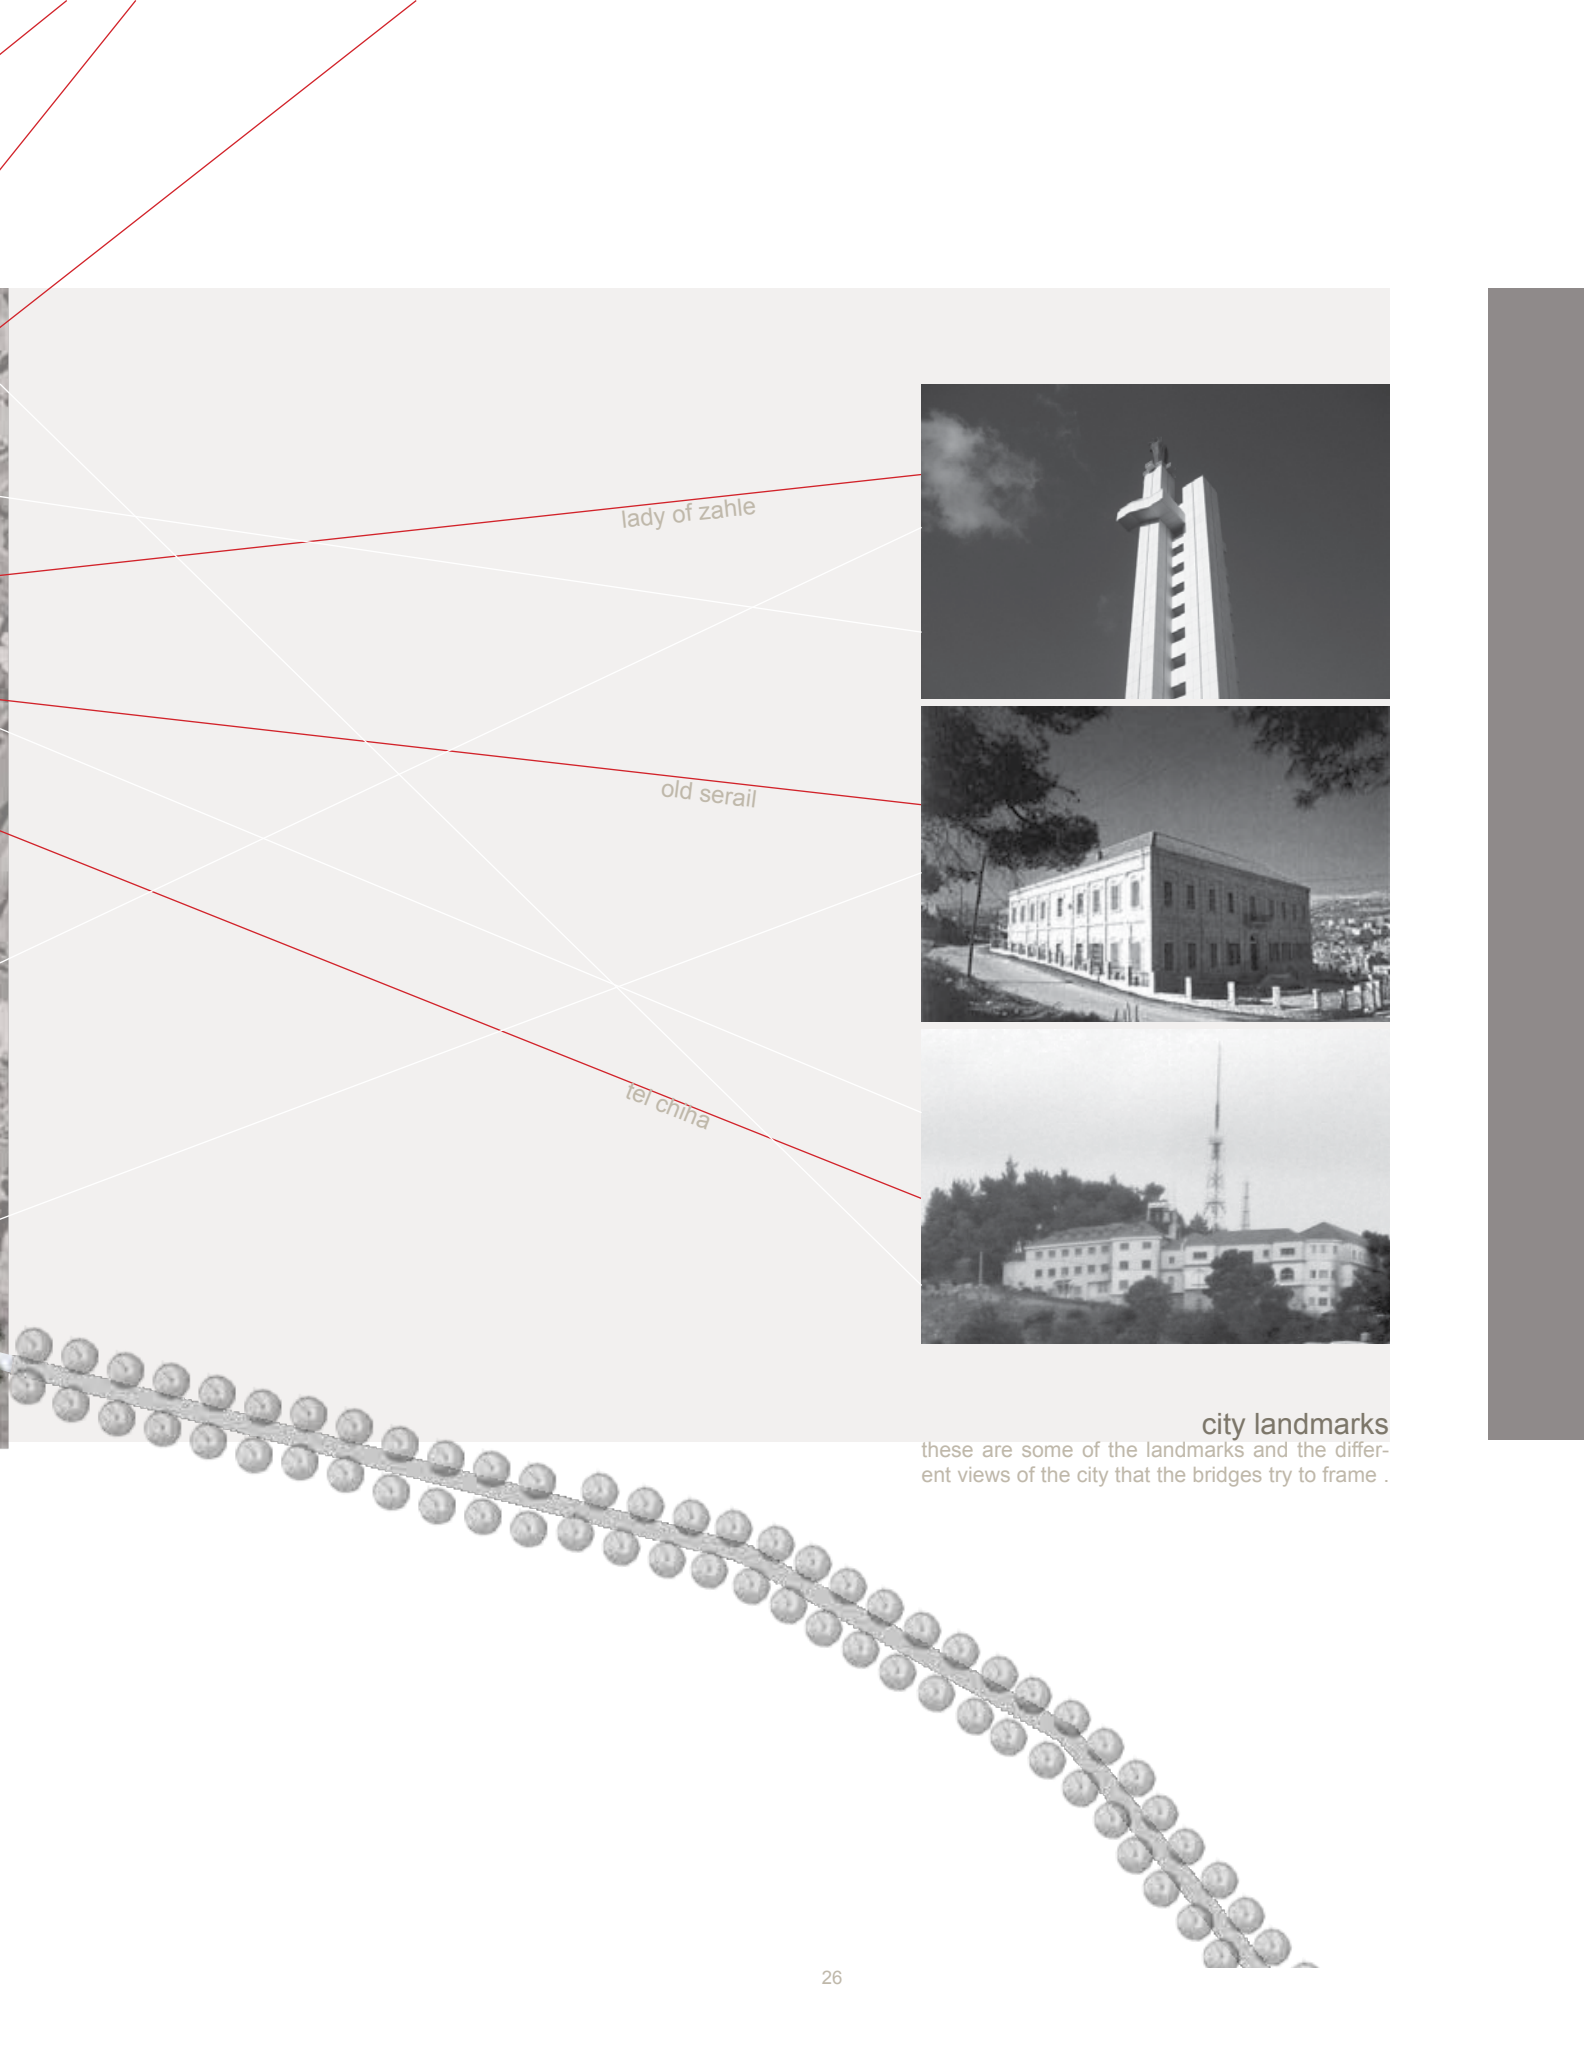 lady of zahle
old serail
tel chiha
city landmarks
these are some of the landmarks and the differ-
ent views of the city that the bridges try to frame .
26